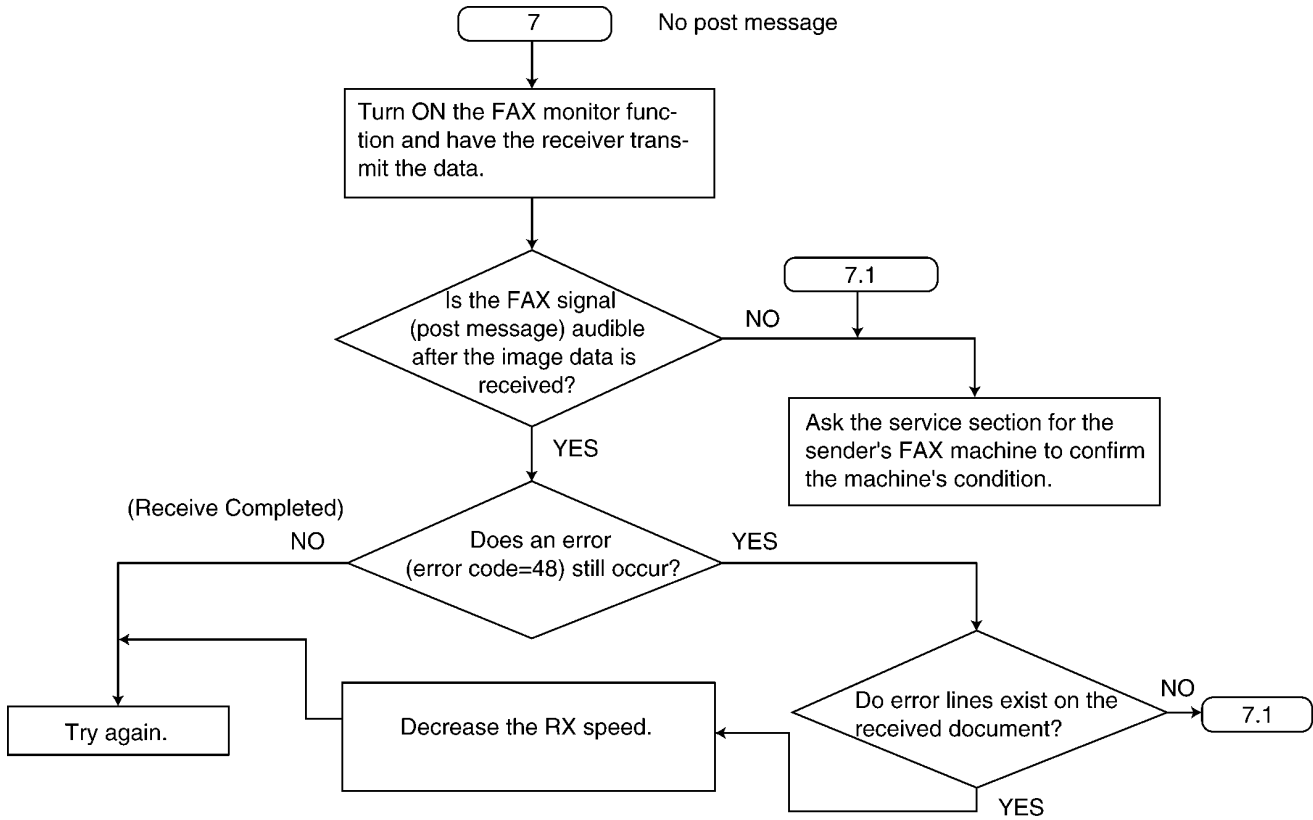 7
No post message
Turn ON the FAX monitor func-
tion and have the receiver trans-
mit the data.
7.1
Is the FAX signal
(post message) audible
after the image data is
received?
NO
Ask the service section for the
sender's FAX machine to confirm
the machine's condition.
YES
(Receive Completed)
NO
Does an error
(error code=48) still occur?
YES
Do error lines exist on the
received document?
NO
7.1
Decrease the RX speed.
Try again.
YES